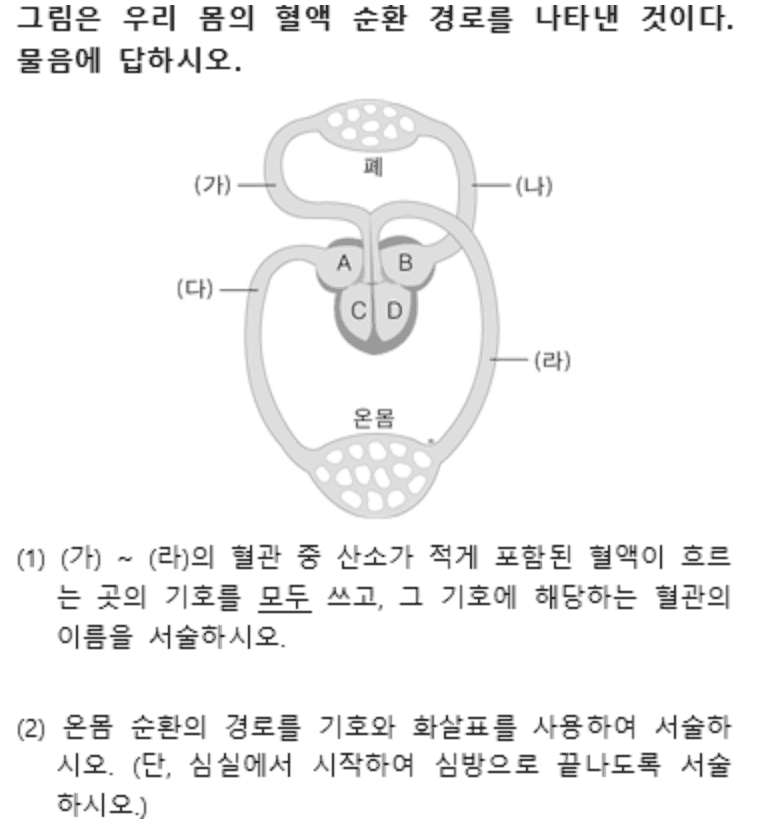 그림은 우리 몸의 혈액 순환 경로를 나타낸 것이다.
물음에 답하시오.
폐
(가)
(나)
A
B
(다)
C
D
(라)
온몸
(1) (가) ~ (라)의 혈관 중 산소가 적게 포함된 혈액이 흐르
는 곳의 기호를 모두 쓰고, 그 기호에 해당하는 혈관의
이름을 서술하시오.
(2) 온몸 순환의 경로를 기호와 화살표를 사용하여 서술하
시오. (단, 심실에서 시작하여 심방으로 끝나도록 서술
하시오.)